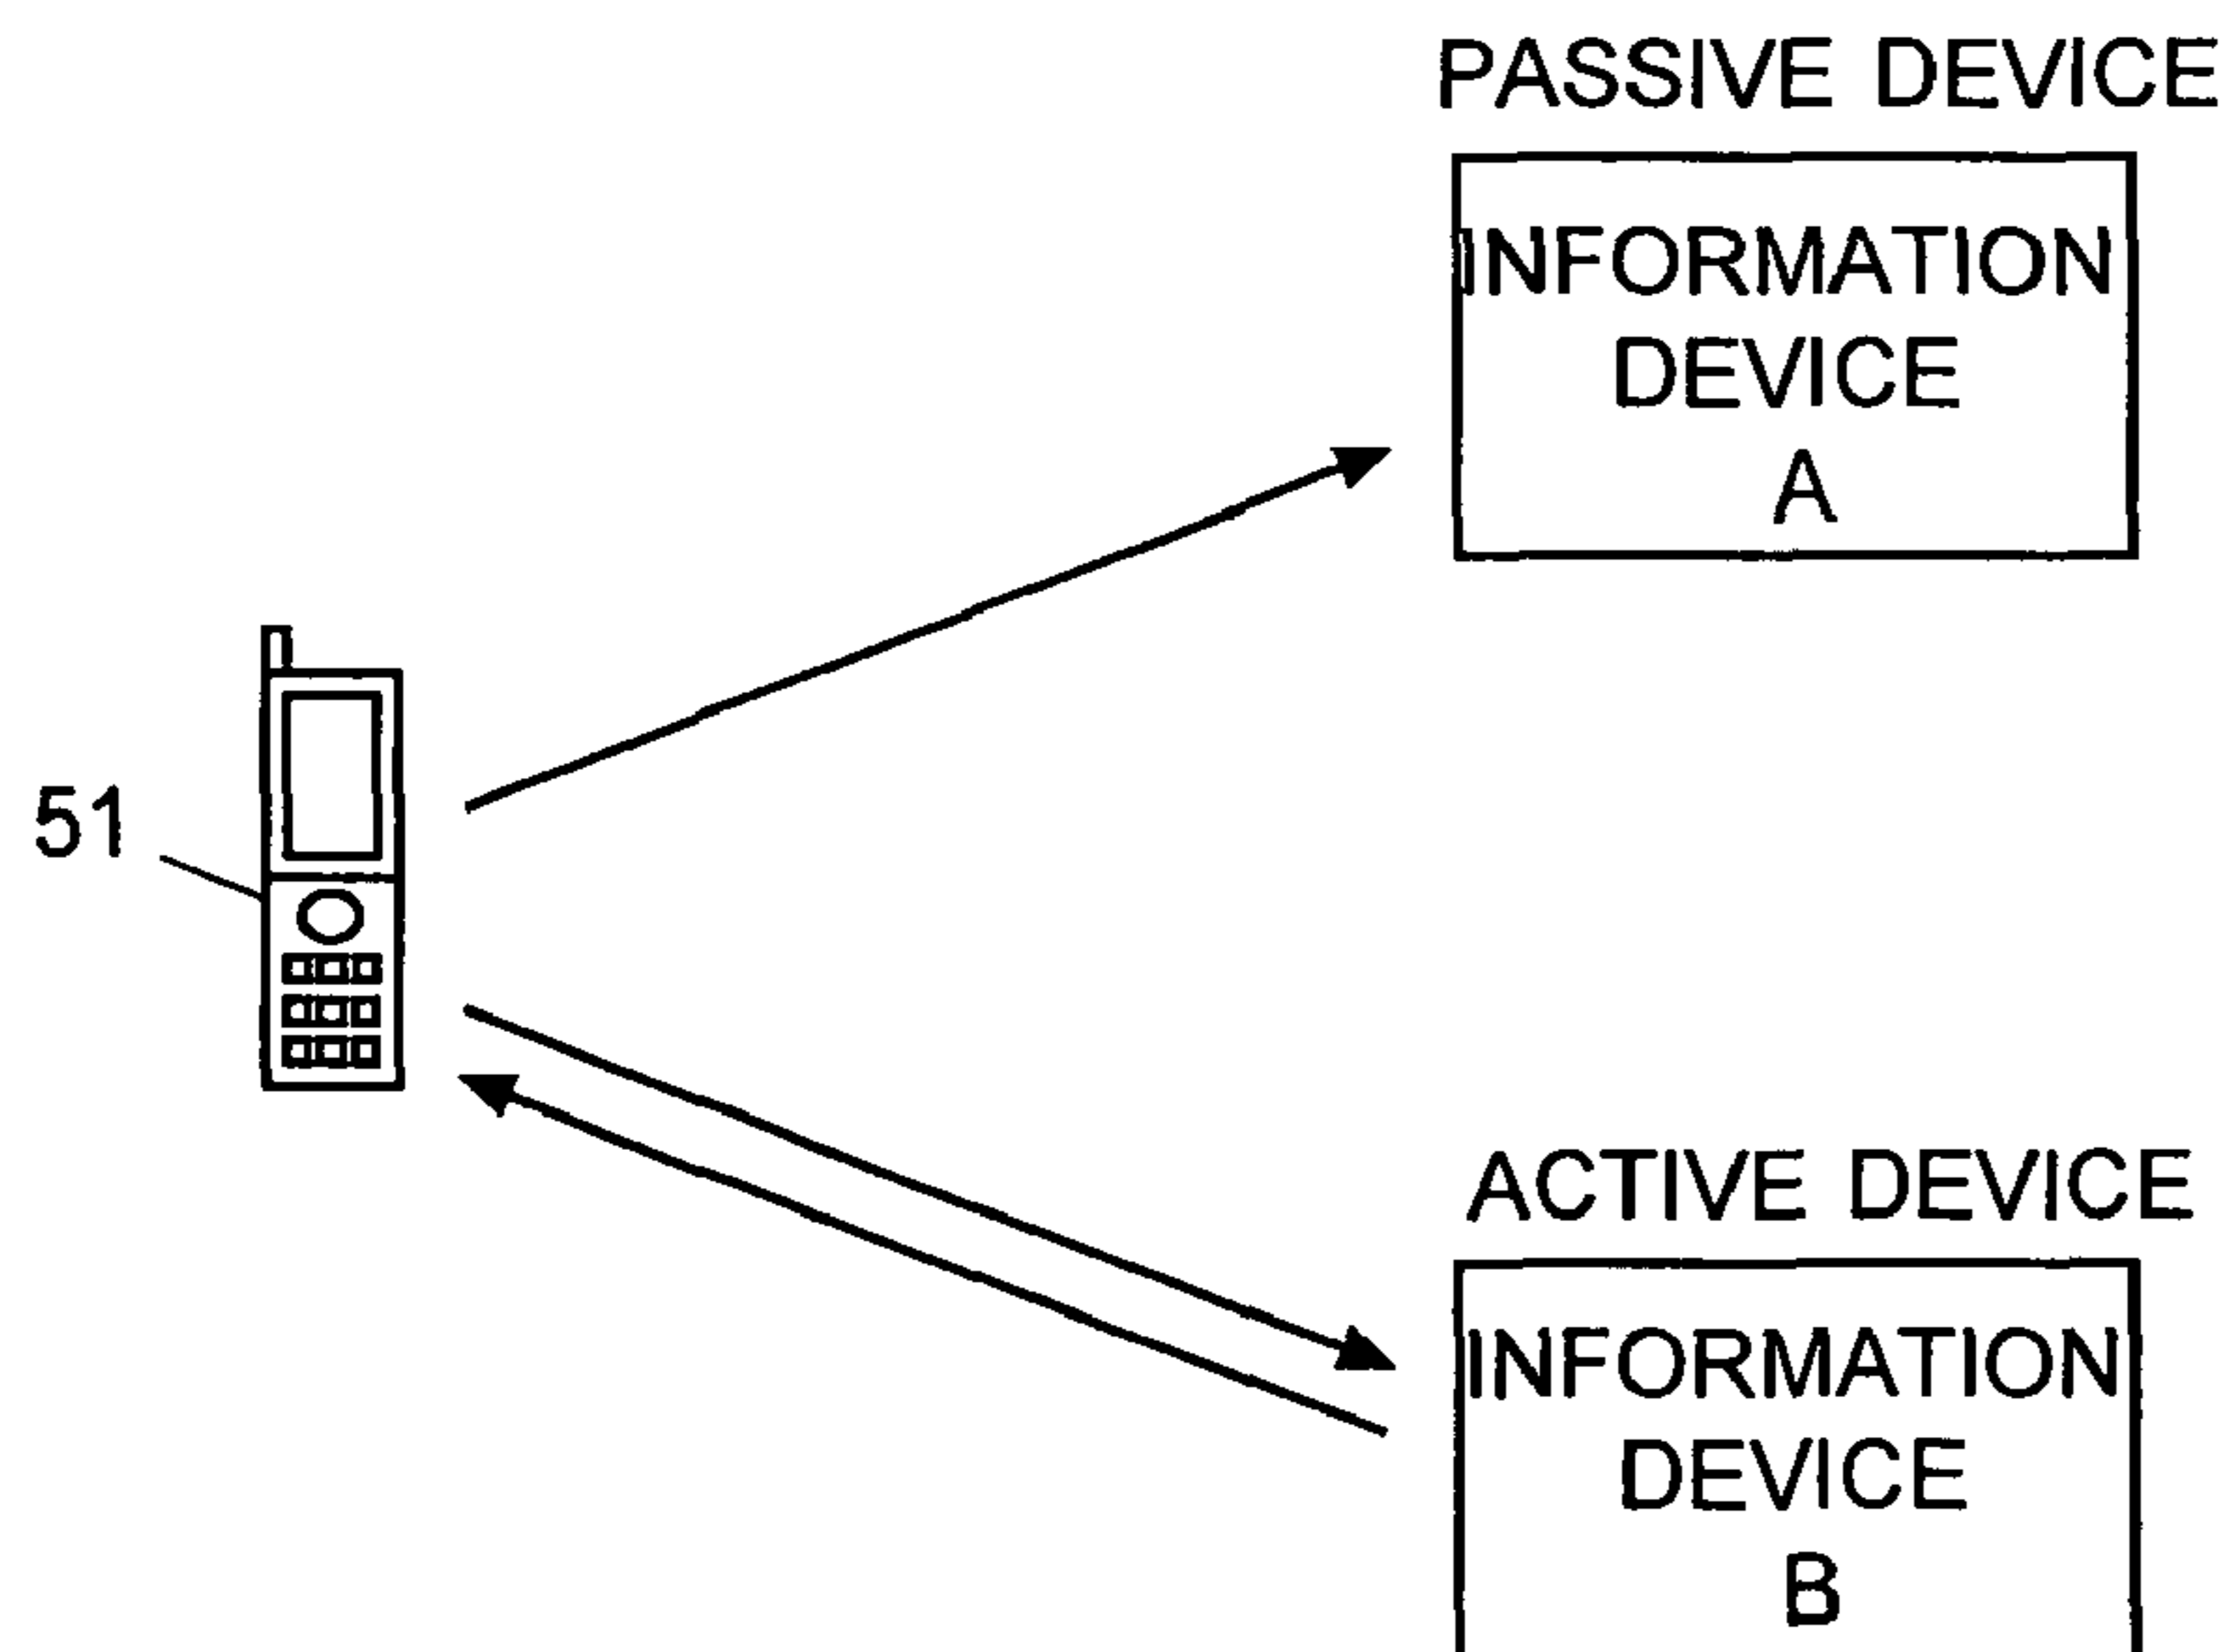 PASSIVE DEVICE
INFORMATION
DEVICE
A
51
ACTIVE DEVICE
INFORMATION
DEVICE
B